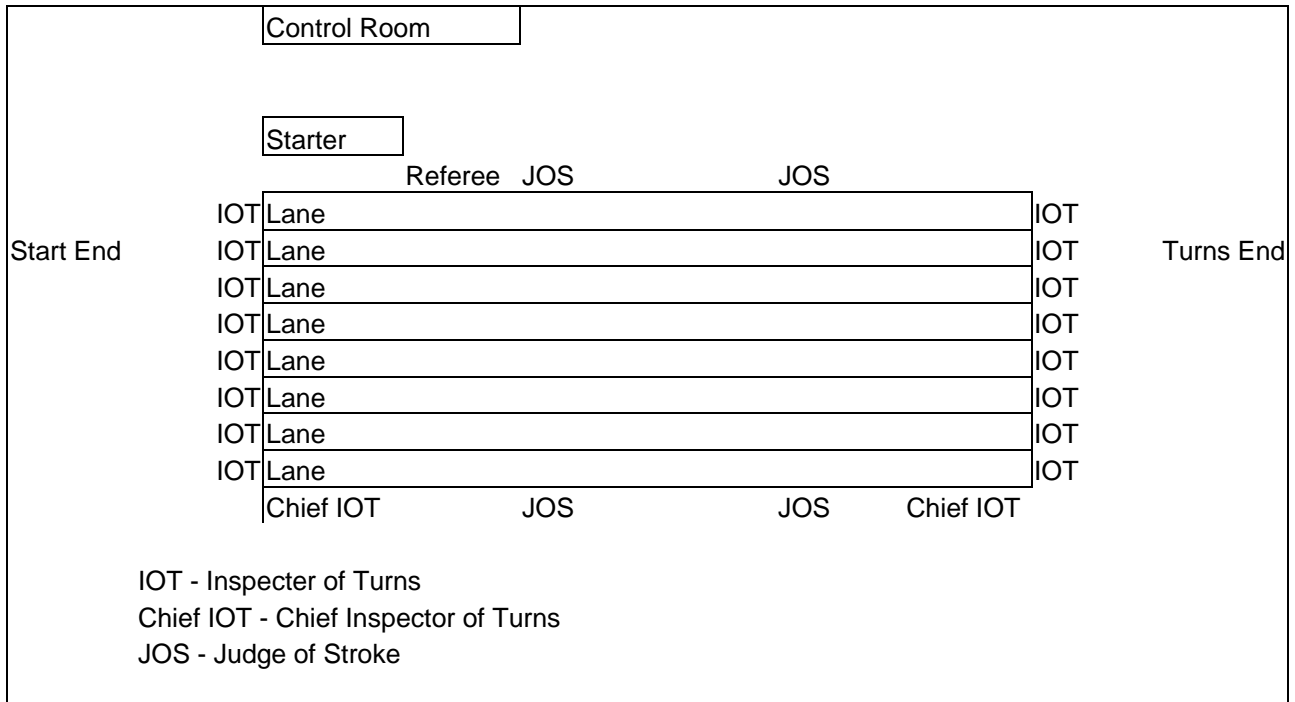 Control Room
Starter
Referee JOS JOS
IOT Lane IOT
Start End IOT Lane IOT Turns End
IOT Lane IOT
IOT Lane IOT
IOT Lane IOT
IOT Lane IOT
IOT Lane IOT
IOT Lane IOT
Chief IOT JOS JOS Chief IOT
IOT - Inspecter of Turns
Chief IOT - Chief Inspector of Turns
JOS - Judge of Stroke